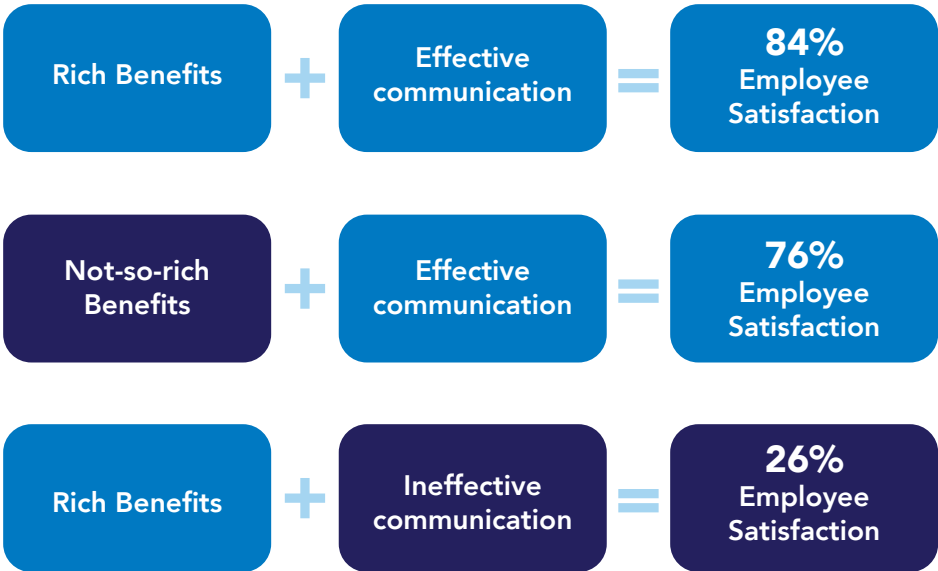 Rich Benefits
+
Effective
communication
=
84%
Employee
Satisfaction
Not-so-rich
Benefits
+
Effective
communication
=
76%
Employee
Satisfaction
Rich Benefits
+
Ineffective
communication
=
26%
Employee
Satisfaction